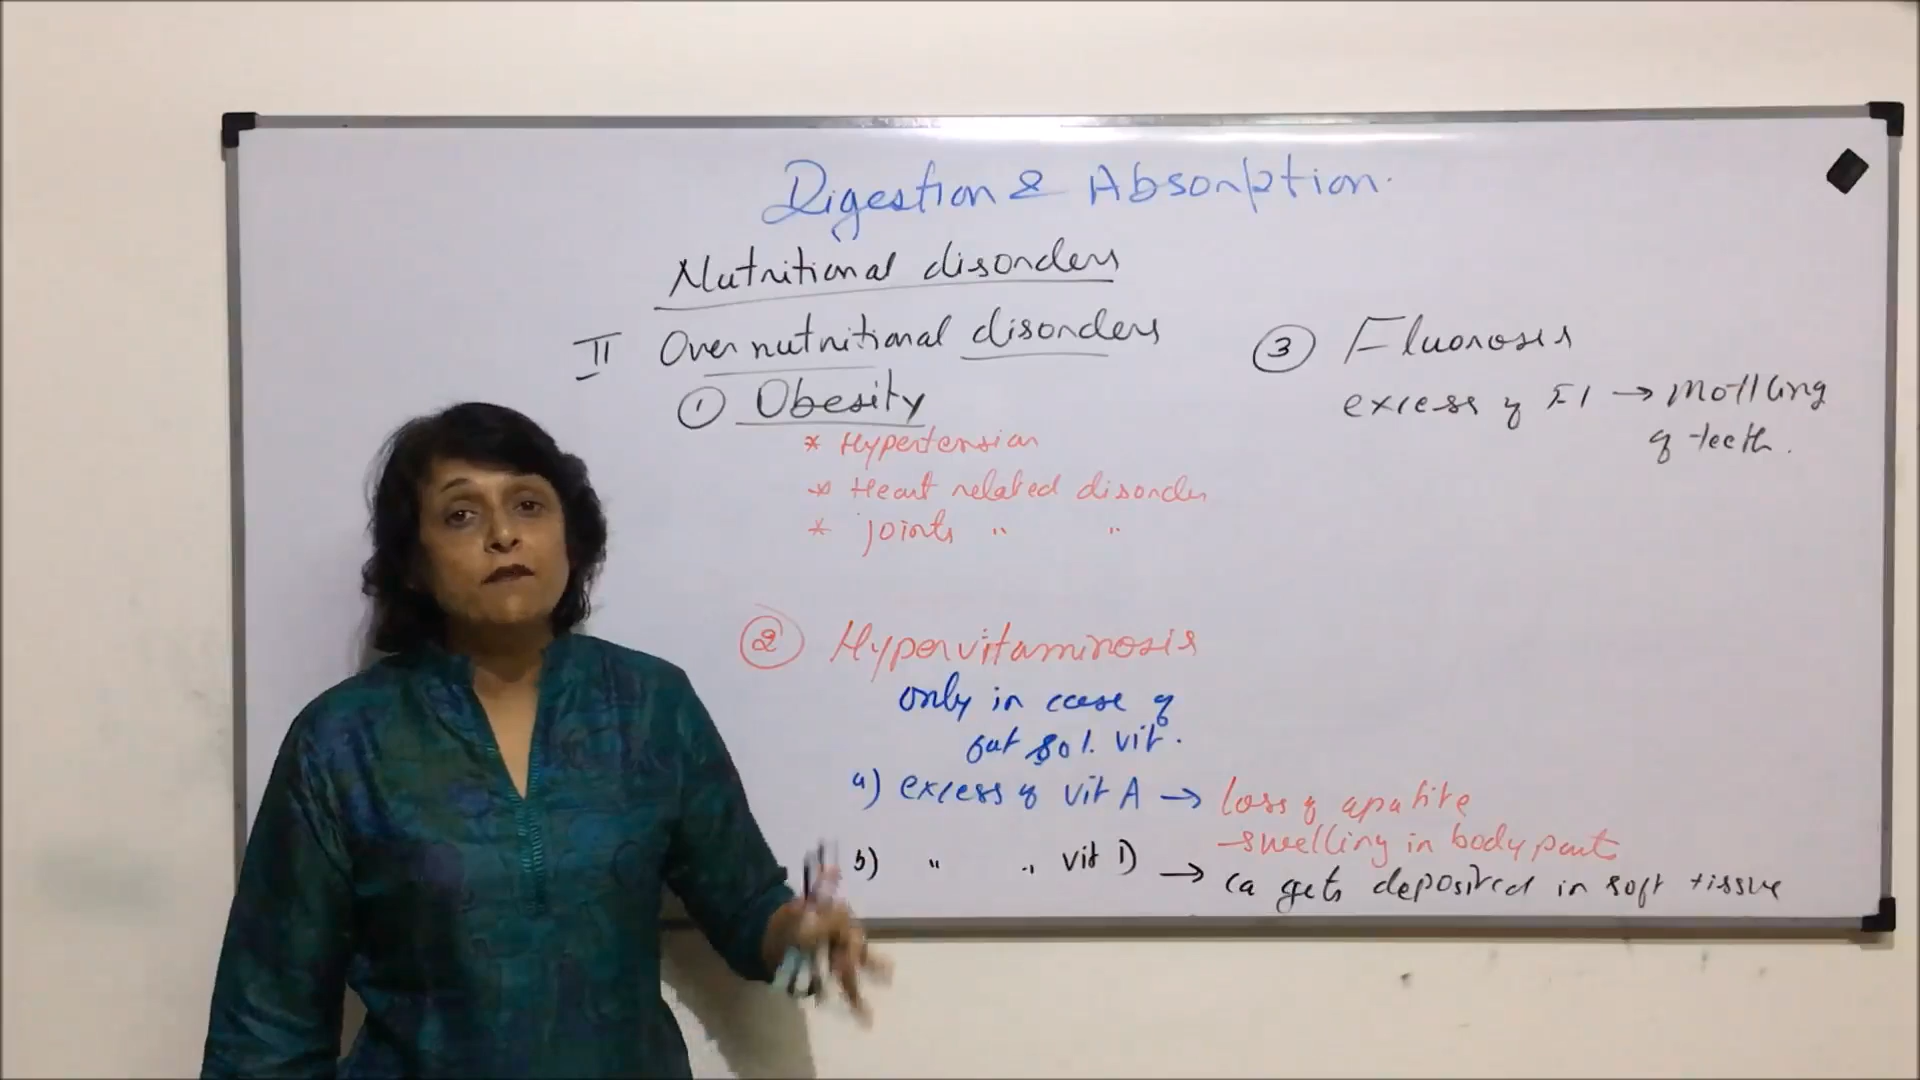 Digestion & Absorption.
Nutritional disorders
II Over nutritional disorders
① Obesity
* Hypertension
* Heart related disorder
* joints " "
② Hypervitaminosis
only in case of
fat sol. vit.
a) excess of vit A → loss of apatite
- swelling in body parts
b) " " vit D → Ca gets deposited in soft tissue
③ Fluorosis
excess of Fl → mottling
of teeth.